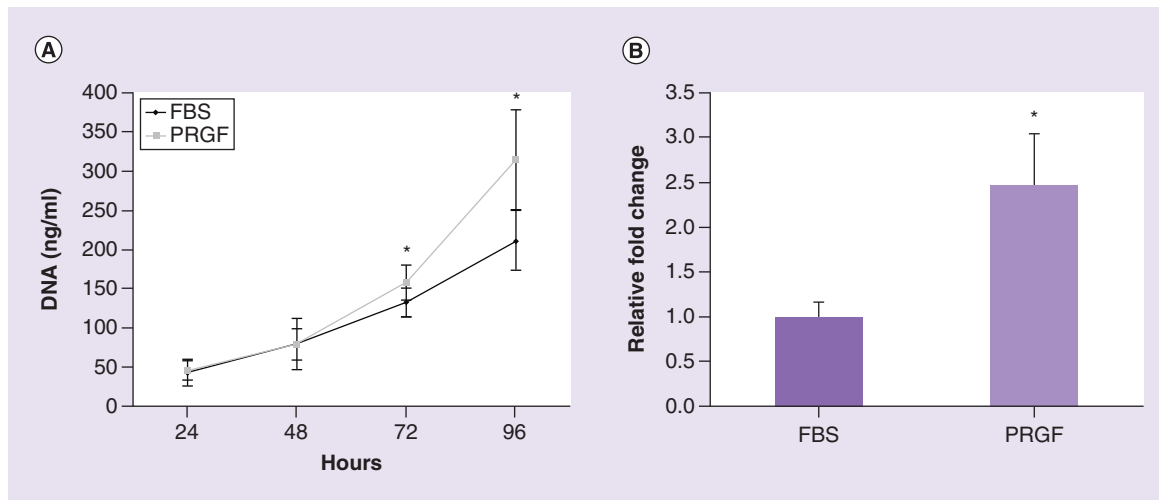 A
B
400
350
300
250
200
150
100
50
0
DNA (ng/ml)
FBS
PRGF
*
*
24 48 72 96
Hours
3.5
3.0
2.5
2.0
1.5
1.0
0.5
0.0
Relative fold change
*
FBS PRGF